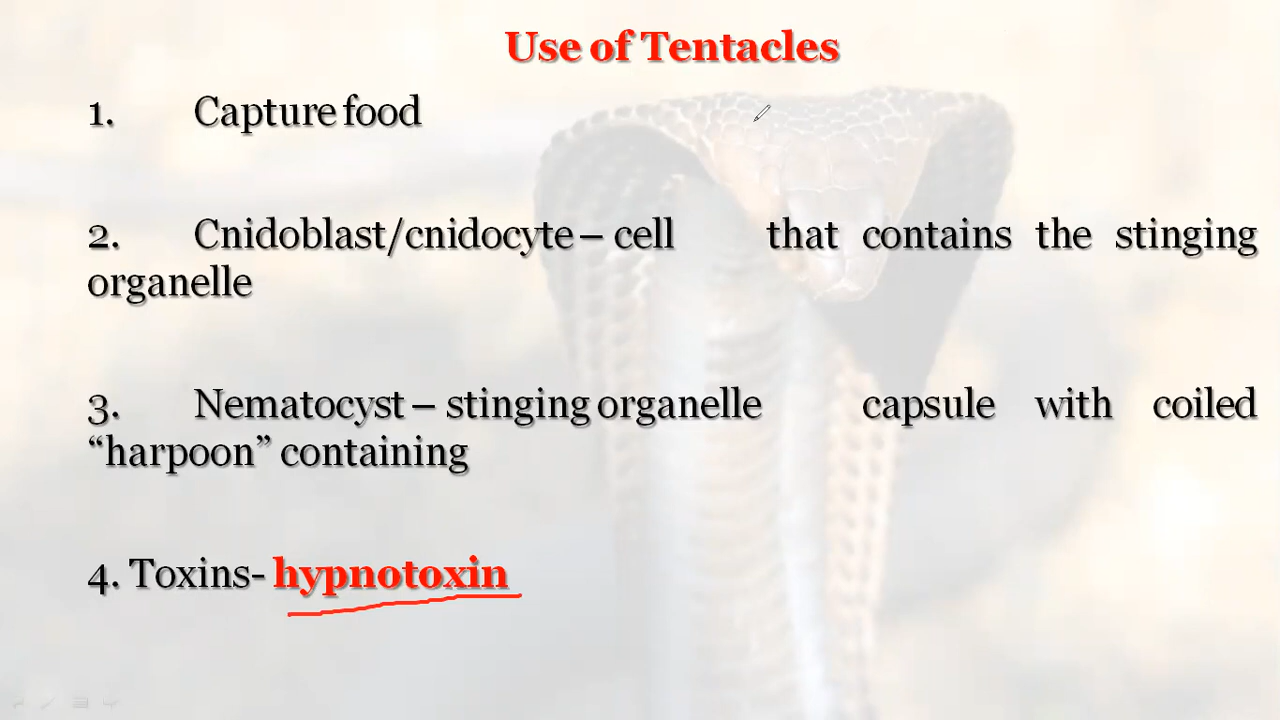 Use of Tentacles
1. Capture food
2. Cnidoblast/cnidocyte – cell that contains the stinging
organelle
3. Nematocyst – stinging organelle capsule with coiled
“harpoon” containing
4. Toxins- hypnotoxin